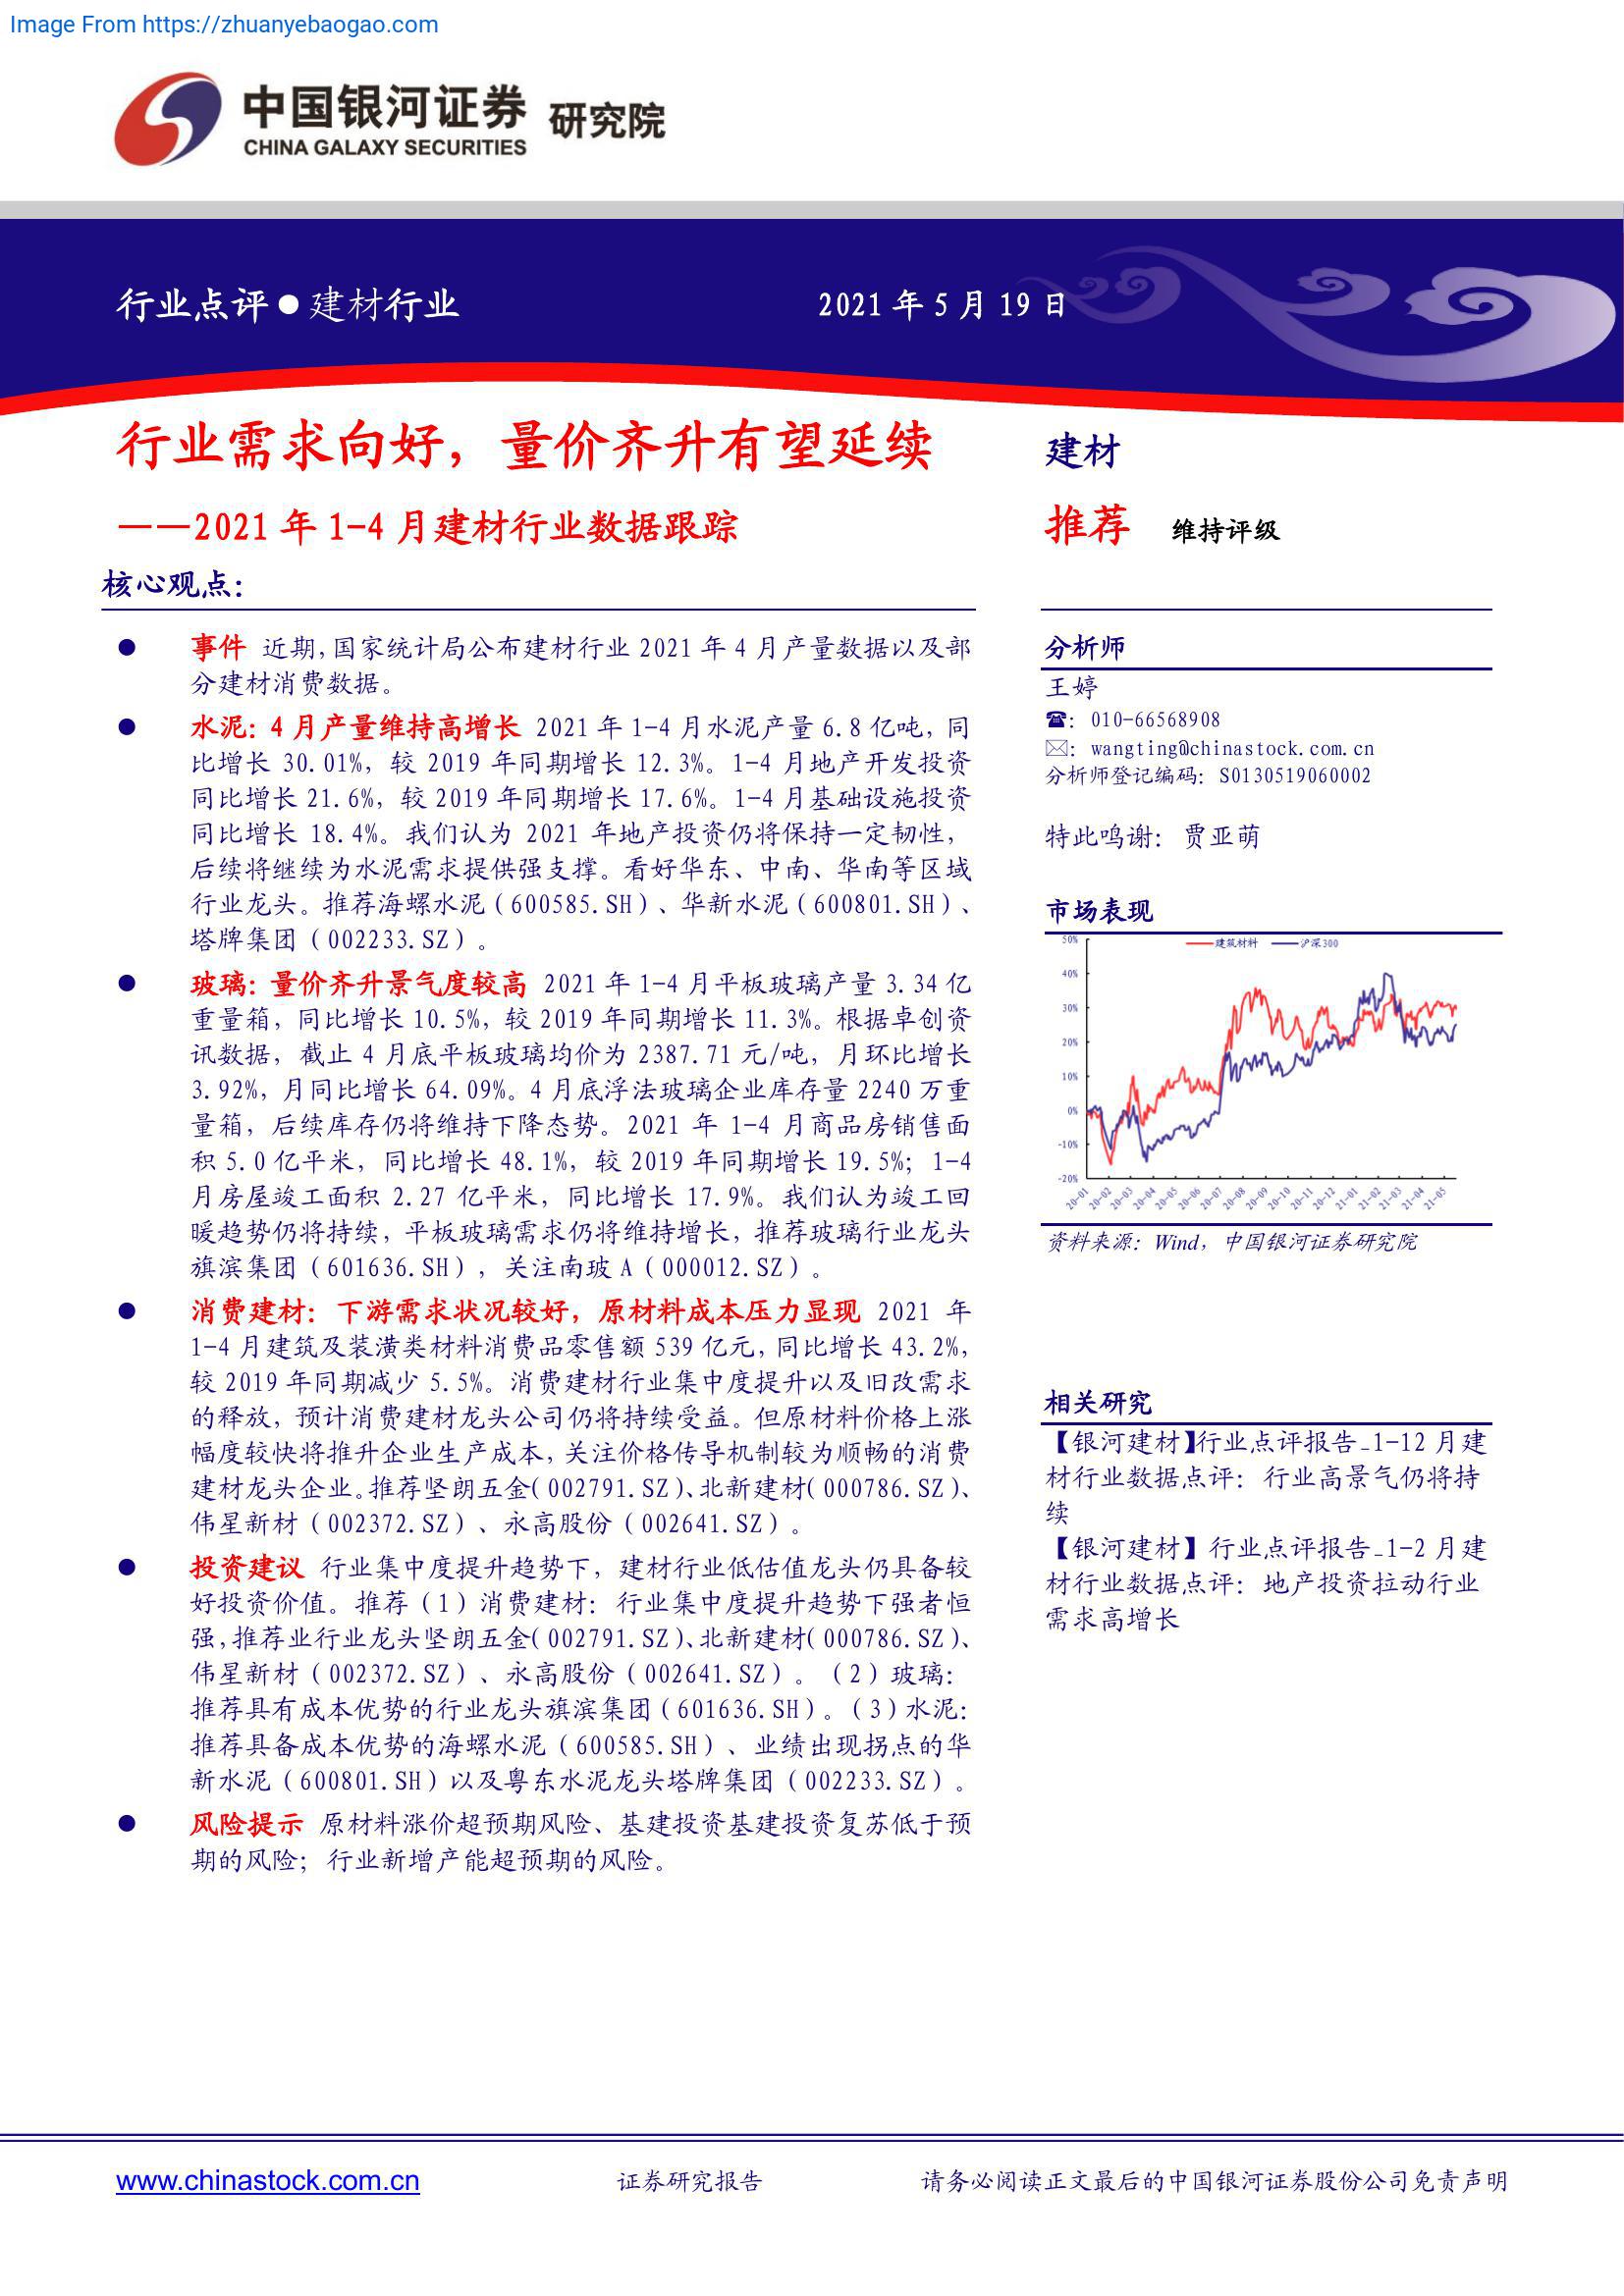 Image From https://zhuanyebaogao.com
中国银河证券 研究院
CHINA GALAXY SECURITIES
行业点评●建材行业
2021 年 5 月 19 日
行业需求向好，量价齐升有望延续
——2021 年 1-4 月建材行业数据跟踪
核心观点：
● 事件 近期，国家统计局公布建材行业 2021 年 4 月产量数据以及部
分建材消费数据。
● 水泥：4 月产量维持高增长 2021 年 1-4 月水泥产量 6.8 亿吨，同
比增长 30.01%，较 2019 年同期增长 12.3%。1-4 月地产开发投资
同比增长 21.6%，较 2019 年同期增长 17.6%。1-4 月基础设施投资
同比增长 18.4%。我们认为 2021 年地产投资仍将保持一定韧性，
后续将继续为水泥需求提供强支撑。看好华东、中南、华南等区域
行业龙头。推荐海螺水泥（600585.SH）、华新水泥（600801.SH）、
塔牌集团（002233.SZ）。
● 玻璃：量价齐升景气度较高 2021 年 1-4 月平板玻璃产量 3.34 亿
重量箱，同比增长 10.5%，较 2019 年同期增长 11.3%。根据卓创资
讯数据，截止 4 月底平板玻璃均价为 2387.71 元/吨，月环比增长
3.92%，月同比增长 64.09%。4 月底浮法玻璃企业库存量 2240 万重
量箱，后续库存仍将维持下降态势。2021 年 1-4 月商品房销售面
积 5.0 亿平米，同比增长 48.1%，较 2019 年同期增长 19.5%；1-4
月房屋竣工面积 2.27 亿平米，同比增长 17.9%。我们认为竣工回
暖趋势仍将持续，平板玻璃需求仍将维持增长，推荐玻璃行业龙头
旗滨集团（601636.SH），关注南玻 A（000012.SZ）。
● 消费建材：下游需求状况较好，原材料成本压力显现 2021 年
1-4 月建筑及装潢类材料消费品零售额 539 亿元，同比增长 43.2%，
较 2019 年同期减少 5.5%。消费建材行业集中度提升以及旧改需求
的释放，预计消费建材龙头公司仍将持续受益。但原材料价格上涨
幅度较快将推升企业生产成本，关注价格传导机制较为顺畅的消费
建材龙头企业。推荐坚朗五金（002791.SZ）、北新建材（000786.SZ）、
伟星新材（002372.SZ）、永高股份（002641.SZ）。
● 投资建议 行业集中度提升趋势下，建材行业低估值龙头仍具备较
好投资价值。推荐（1）消费建材：行业集中度提升趋势下强者恒
强，推荐业行业龙头坚朗五金（002791.SZ）、北新建材（000786.SZ）、
伟星新材（002372.SZ）、永高股份（002641.SZ）。（2）玻璃：
推荐具有成本优势的行业龙头旗滨集团（601636.SH）。（3）水泥：
推荐具备成本优势的海螺水泥（600585.SH）、业绩出现拐点的华
新水泥（600801.SH）以及粤东水泥龙头塔牌集团（002233.SZ）。
● 风险提示 原材料涨价超预期风险、基建投资基建投资复苏低于预
期的风险；行业新增产能超预期的风险。
建材
推荐 维持评级
分析师
王婷
☎：010-66568908
✉：wangting@chinastock.com.cn
分析师登记编码：S0130519060002
特此鸣谢：贾亚萌
市场表现
建筑材料 沪深300
50%
40%
30%
20%
10%
0%
-10%
-20%
20-01 20-02 20-03 20-04 20-05 20-06 20-07 20-08 20-09 20-10 20-11 20-12 21-01 21-02 21-03 21-04 21-05
资料来源：Wind，中国银河证券研究院
相关研究
【银河建材】行业点评报告_1-12 月建
材行业数据点评：行业高景气仍将持
续
【银河建材】行业点评报告_1-2 月建
材行业数据点评：地产投资拉动行业
需求高增长
www.chinastock.com.cn
证券研究报告
请务必阅读正文最后的中国银河证券股份公司免责声明